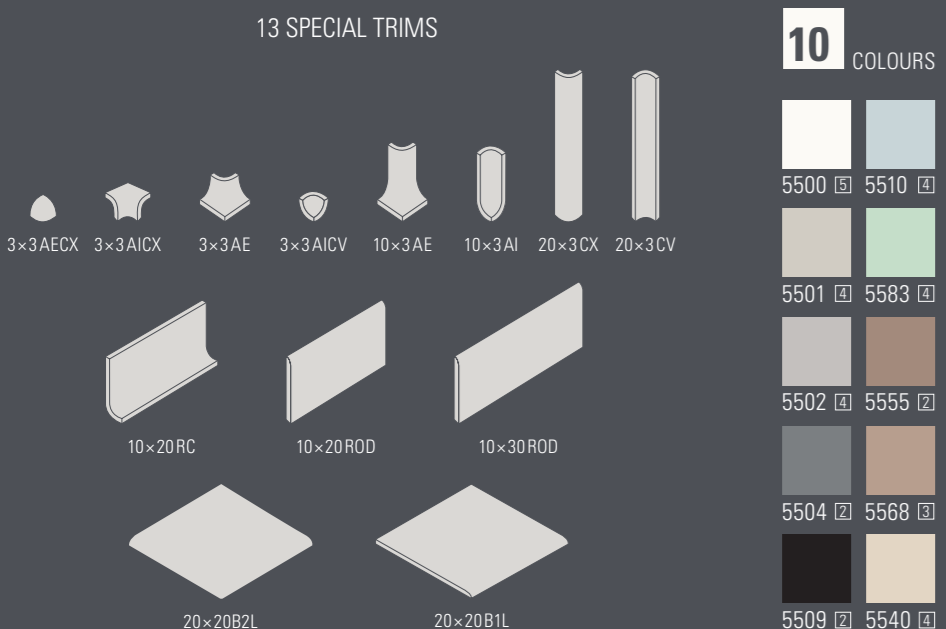 13 SPECIAL TRIMS
3×3AECX 3×3AICX 3×3AE 3×3AICV 10×3AE 10×3AI 20×3CX 20×3CV
10×20RC 10×20ROD 10×30ROD
20×20B2L 20×20B1L
10 COLOURS
5500 5 5510 4
5501 4 5583 4
5502 4 5555 2
5504 2 5568 3
5509 2 5540 4